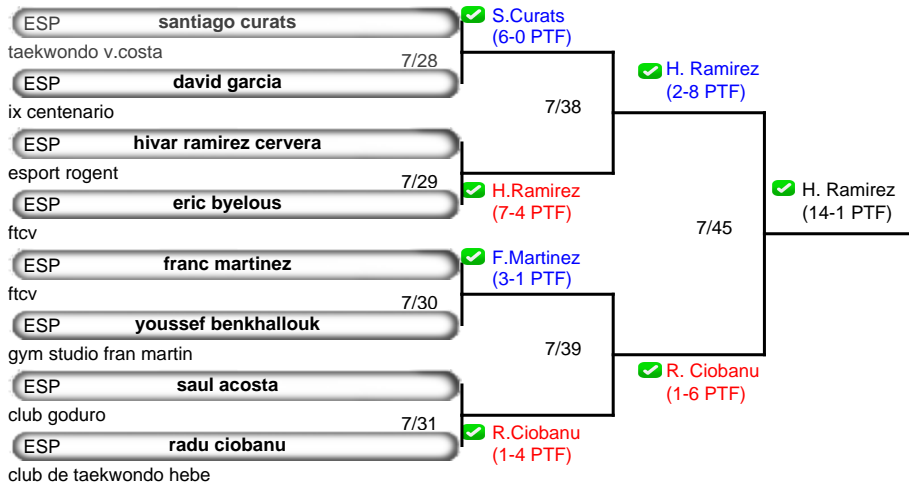 ESP santiago curats
taekwondo v.costa
7/28
ESP david garcia
ix centenario
ESP hivar ramirez cervera
esport rogent
7/29
ESP eric byelous
ftcv
ESP franc martinez
ftcv
7/30
ESP youssef benkhallouk
gym studio fran martin
ESP saul acosta
club goduro
7/31
ESP radu ciobanu
club de taekwondo hebe
S.Curats
(6-0 PTF)
7/38
H.Ramirez
(7-4 PTF)
F.Martinez
(3-1 PTF)
7/39
R.Ciobanu
(1-4 PTF)
H. Ramirez
(2-8 PTF)
7/45
R. Ciobanu
(1-6 PTF)
H. Ramirez
(14-1 PTF)